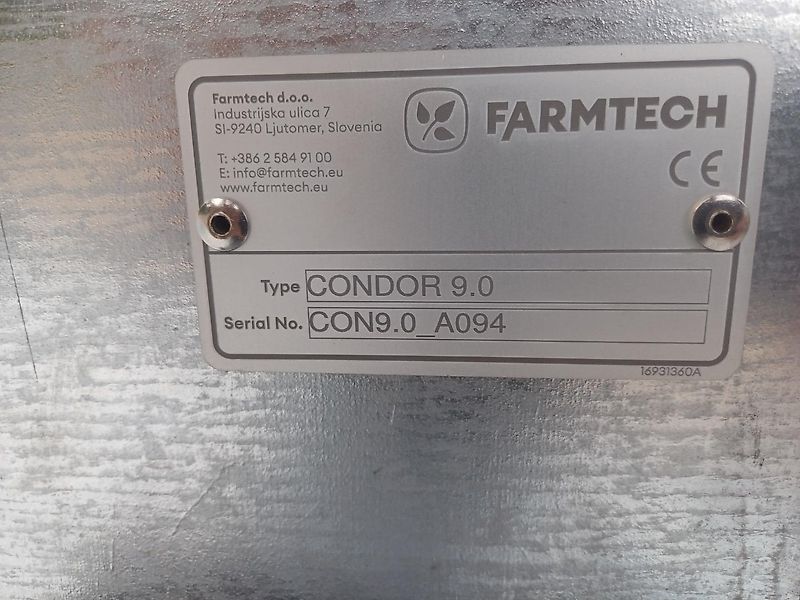 Farmtech d.o.o.
Industrijska ulica 7
SI-9240 Ljutomer, Slovenia
T: +386 2 584 91 00
E: info@farmtech.eu
www.farmtech.eu
FARMTECH
CE
Type CONDOR 9.0
Serial No. CON9.0_A094
16931360A